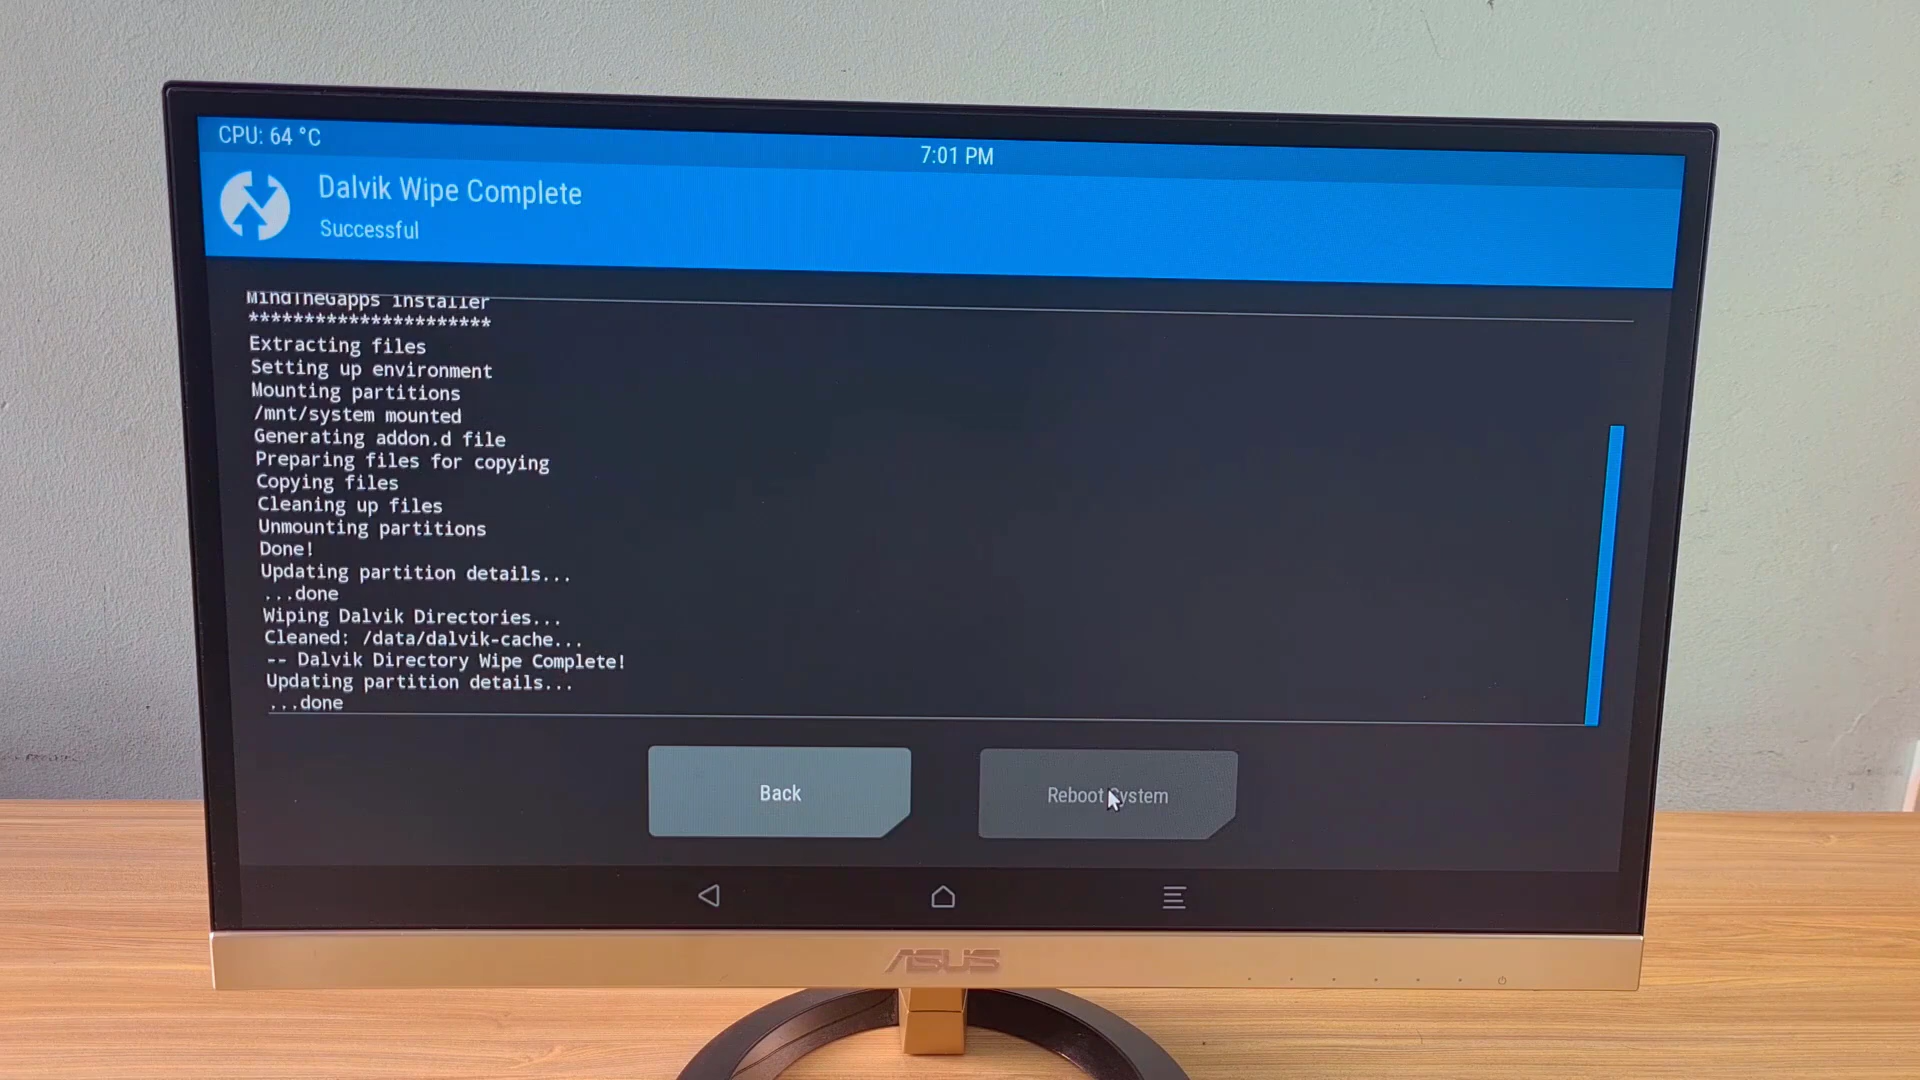 CPU: 64 °C
7:01 PM
Dalvik Wipe Complete
Successful
MindTheGapps installer
**********************
Extracting files
Setting up environment
Mounting partitions
/mnt/system mounted
Generating addon.d file
Preparing files for copying
Copying files
Cleaning up files
Unmounting partitions
Done!
Updating partition details...
...done
Wiping Dalvik Directories...
Cleaned: /data/dalvik-cache...
-- Dalvik Directory Wipe Complete!
Updating partition details...
...done
Back
Reboot System
ASUS